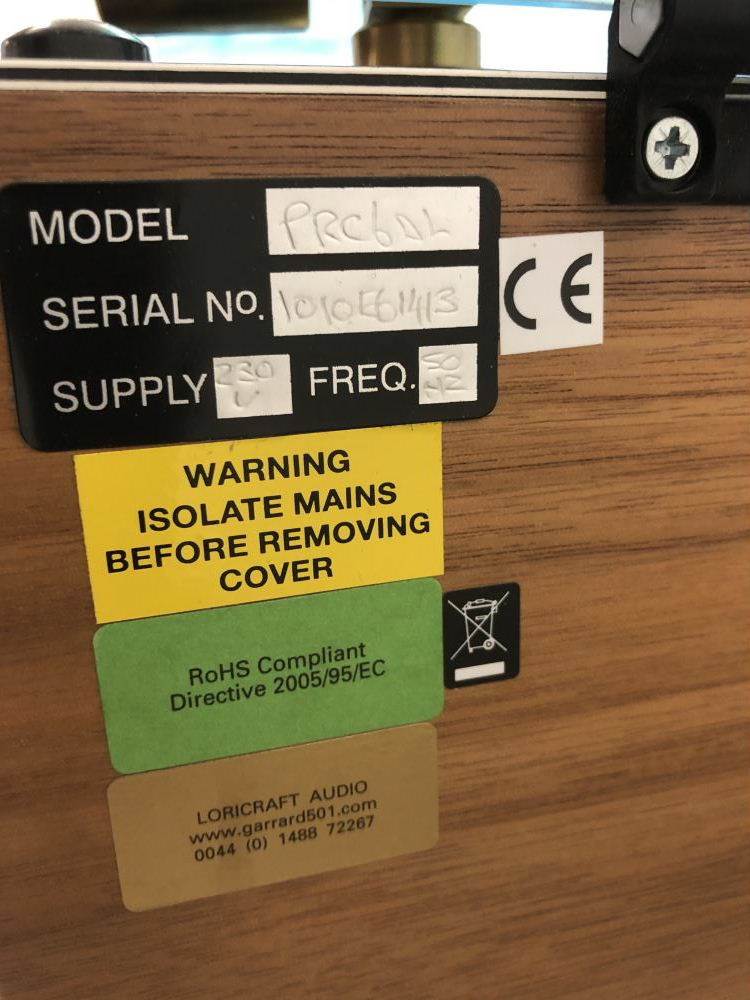 MODEL PRC6DL
SERIAL NO. 1010E61413
CE
SUPPLY 230 V FREQ. 50 HZ
WARNING
ISOLATE MAINS
BEFORE REMOVING
COVER
RoHS Compliant
Directive 2005/95/EC
LORICRAFT AUDIO
www.garrard501.com
0044 (0) 1488 72267